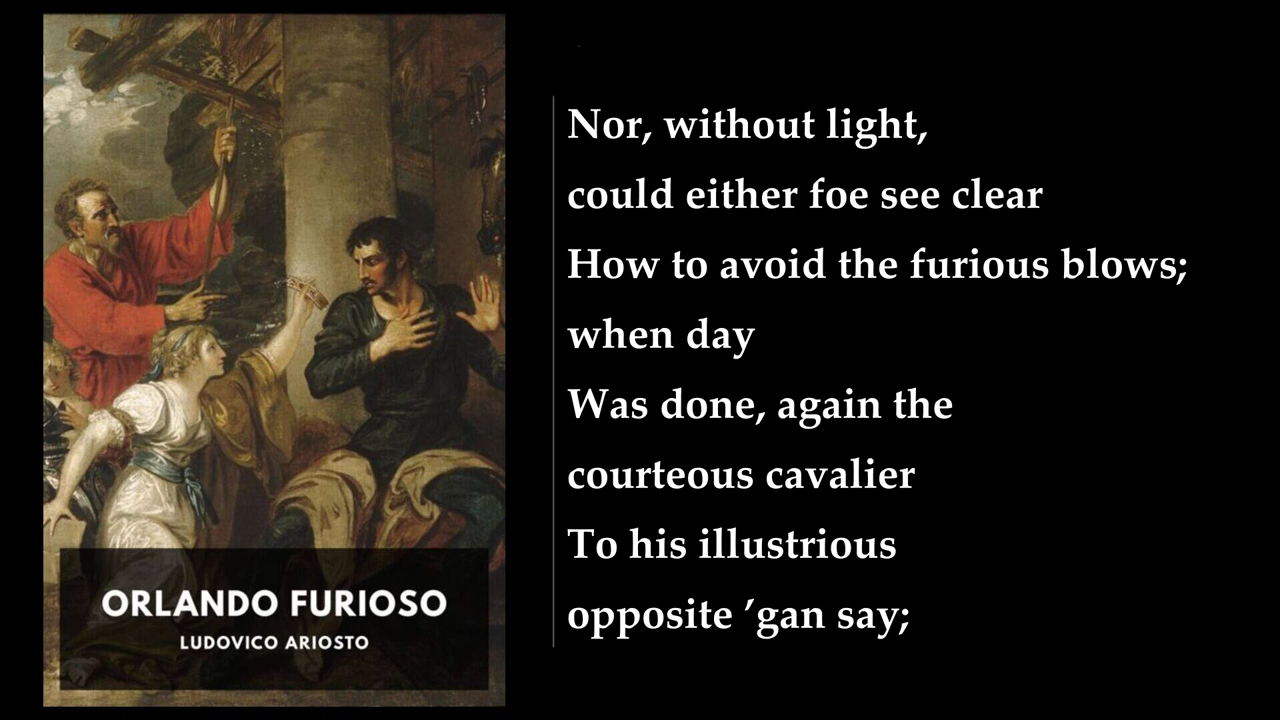 Nor, without light,
could either foe see clear
How to avoid the furious blows;
when day
Was done, again the
courteous cavalier
To his illustrious
opposite ’gan say;
ORLANDO FURIOSO
LUDOVICO ARIOSTO